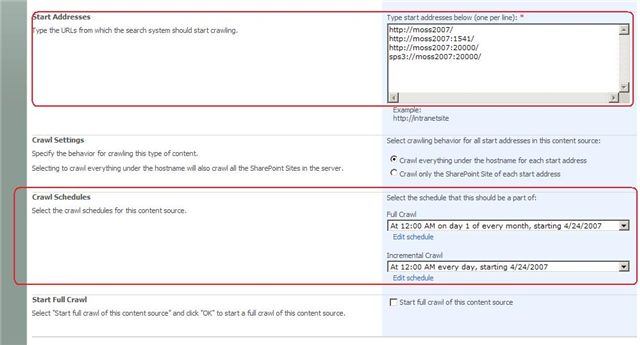 Start Addresses
Type the URLs from which the search system should start crawling.
Type start addresses below (one per line): *
http://moss2007/
http://moss2007:1541/
http://moss2007:20000/
sps3://moss2007:20000/
Example:
http://intranetsite
Crawl Settings
Specify the behavior for crawling this type of content.
Selecting to crawl everything under the hostname will also crawl all the SharePoint Sites in the server.
Select crawling behavior for all start addresses in this content source:
Crawl everything under the hostname for each start address
Crawl only the SharePoint Site of each start address
Crawl Schedules
Select the crawl schedules for this content source.
Select the schedule that this should be a part of:
Full Crawl
At 12:00 AM on day 1 of every month, starting 4/24/2007
Edit schedule
Incremental Crawl
At 12:00 AM every day, starting 4/24/2007
Edit schedule
Start Full Crawl
Select "Start full crawl of this content source" and click "OK" to start a full crawl of this content source.
Start full crawl of this content source